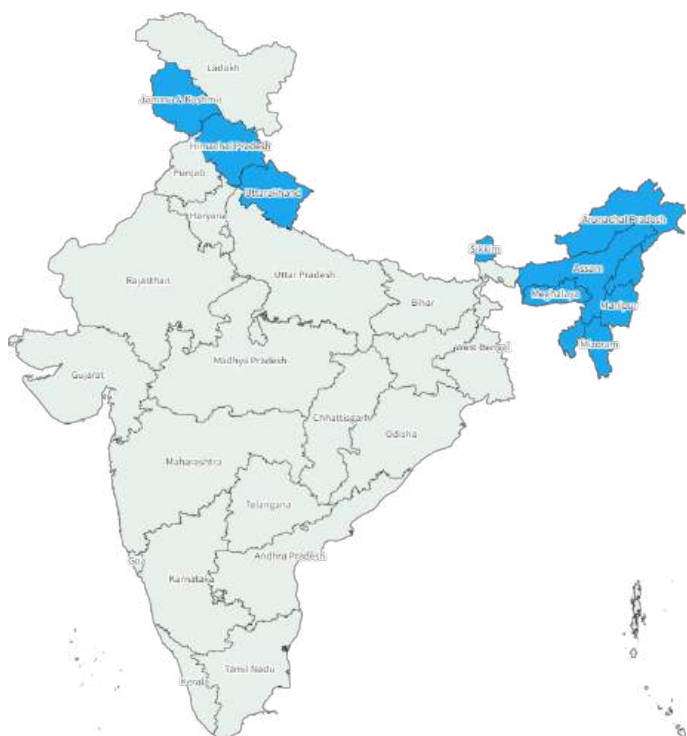 Ladakh
Jammu & Kashmir
Himachal Pradesh
Punjab
Uttarakhand
Haryana
Arunachal Pradesh
Sikkim
Assam
Rajasthan
Uttar Pradesh
Bihar
Meghalaya
Manipur
Mizoram
West Bengal
Madhya Pradesh
Gujarat
Chhattisgarh
Odisha
Maharashtra
Telangana
Andhra Pradesh
Goa
Karnataka
Tamil Nadu
Kerala